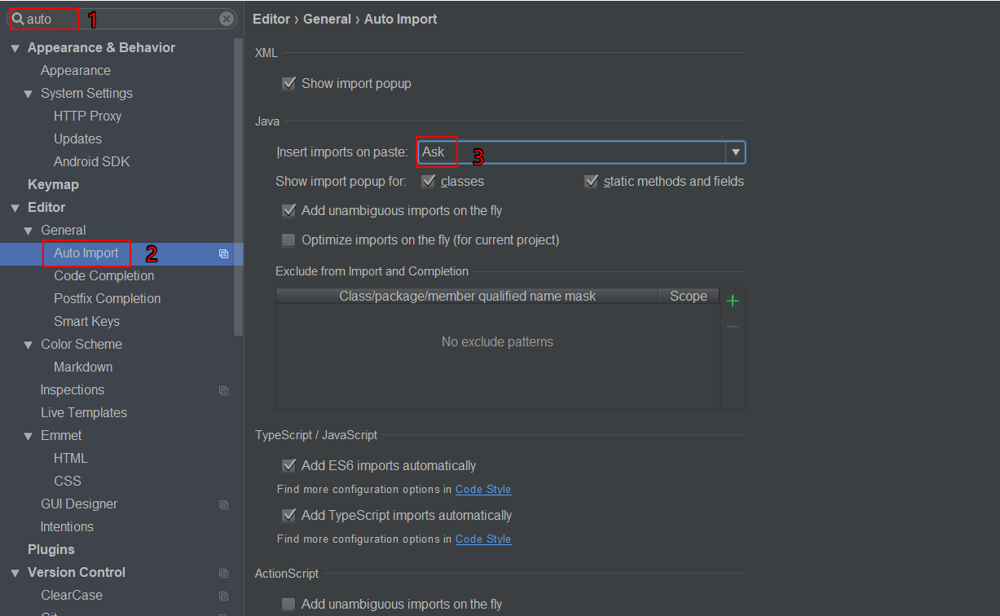 auto
1
Appearance & Behavior
Appearance
System Settings
HTTP Proxy
Updates
Android SDK
Keymap
Editor
General
Auto Import
2
Code Completion
Postfix Completion
Smart Keys
Color Scheme
Markdown
Inspections
Live Templates
Emmet
HTML
CSS
GUI Designer
Intentions
Plugins
Version Control
ClearCase
Editor › General › Auto Import
XML
Show import popup
Java
Insert imports on paste: Ask
3
Show import popup for: classes static methods and fields
Add unambiguous imports on the fly
Optimize imports on the fly (for current project)
Exclude from Import and Completion
Class/package/member qualified name mask Scope
No exclude patterns
TypeScript / JavaScript
Add ES6 imports automatically
Find more configuration options in Code Style
Add TypeScript imports automatically
Find more configuration options in Code Style
ActionScript
Add unambiguous imports on the fly